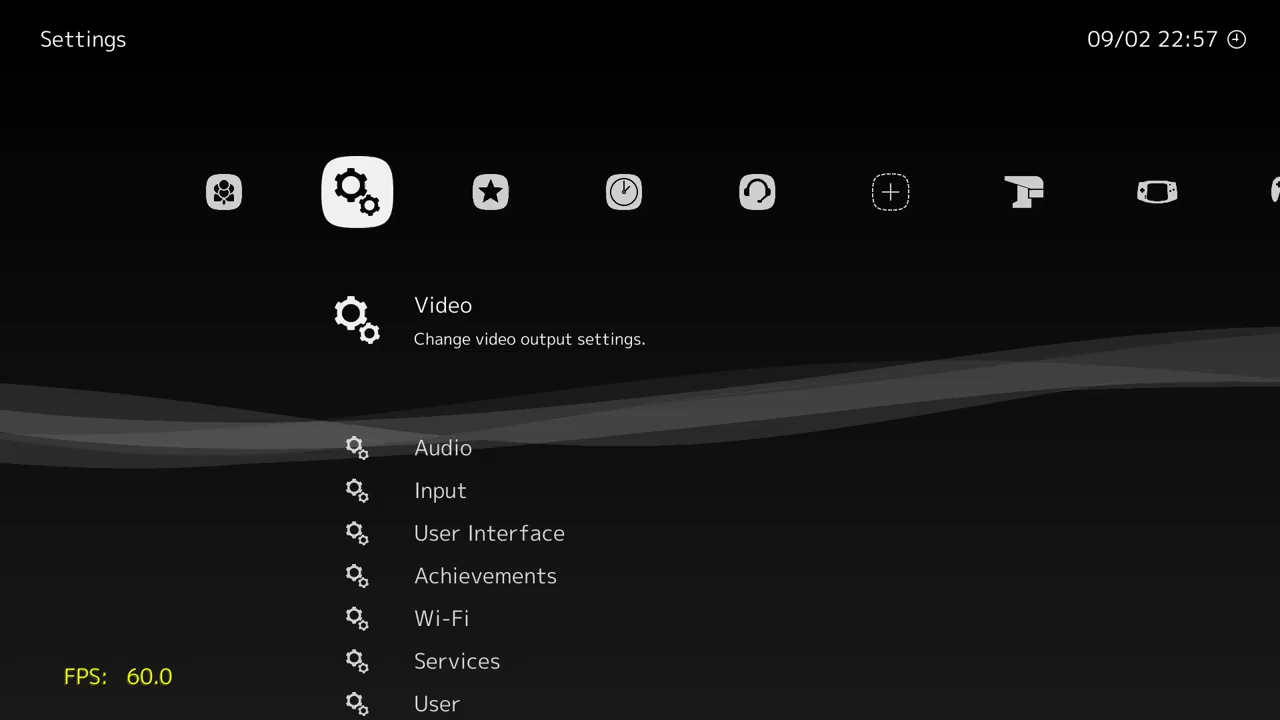 Settings
09/02 22:57
Video
Change video output settings.
Audio
Input
User Interface
Achievements
Wi-Fi
Services
User
FPS: 60.0